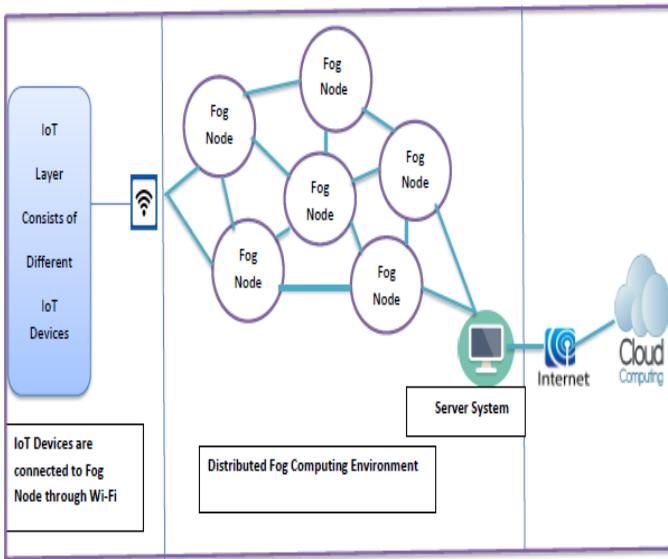 IoT
Layer
Consists of
Different
IoT
Devices
IoT Devices are
connected to Fog
Node through Wi-Fi
Fog
Node
Fog
Node
Fog
Node
Fog
Node
Fog
Node
Fog
Node
Distributed Fog Computing Environment
Server System
Internet
Cloud
Computing